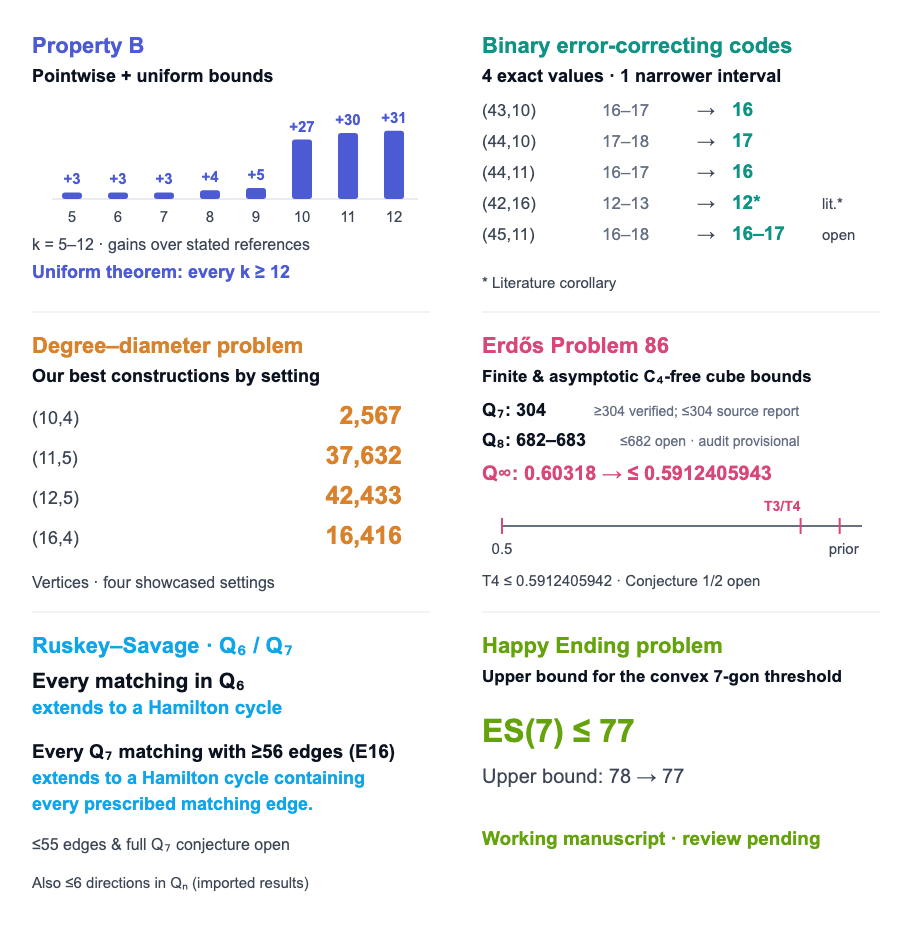 Property B
Pointwise + uniform bounds
+3 +3 +3 +4 +5 +27 +30 +31
5 6 7 8 9 10 11 12
k = 5–12 · gains over stated references
Uniform theorem: every k ≥ 12
Binary error-correcting codes
4 exact values · 1 narrower interval
(43,10) 16–17 → 16
(44,10) 17–18 → 17
(44,11) 16–17 → 16
(42,16) 12–13 → 12* lit.*
(45,11) 16–18 → 16–17 open
* Literature corollary
Degree–diameter problem
Our best constructions by setting
(10,4) 2,567
(11,5) 37,632
(12,5) 42,433
(16,4) 16,416
Vertices · four showcased settings
Erdős Problem 86
Finite & asymptotic C₄-free cube bounds
Q₇: 304 ≥304 verified; ≤304 source report
Q₈: 682–683 ≤682 open · audit provisional
Q∞: 0.60318 → ≤ 0.5912405943
T3/T4
0.5 prior
T4 ≤ 0.5912405942 · Conjecture 1/2 open
Ruskey–Savage · Q₆ / Q₇
Every matching in Q₆
extends to a Hamilton cycle
Every Q₇ matching with ≥56 edges (E16)
extends to a Hamilton cycle containing
every prescribed matching edge.
≤55 edges & full Q₇ conjecture open
Also ≤6 directions in Qₙ (imported results)
Happy Ending problem
Upper bound for the convex 7-gon threshold
ES(7) ≤ 77
Upper bound: 78 → 77
Working manuscript · review pending